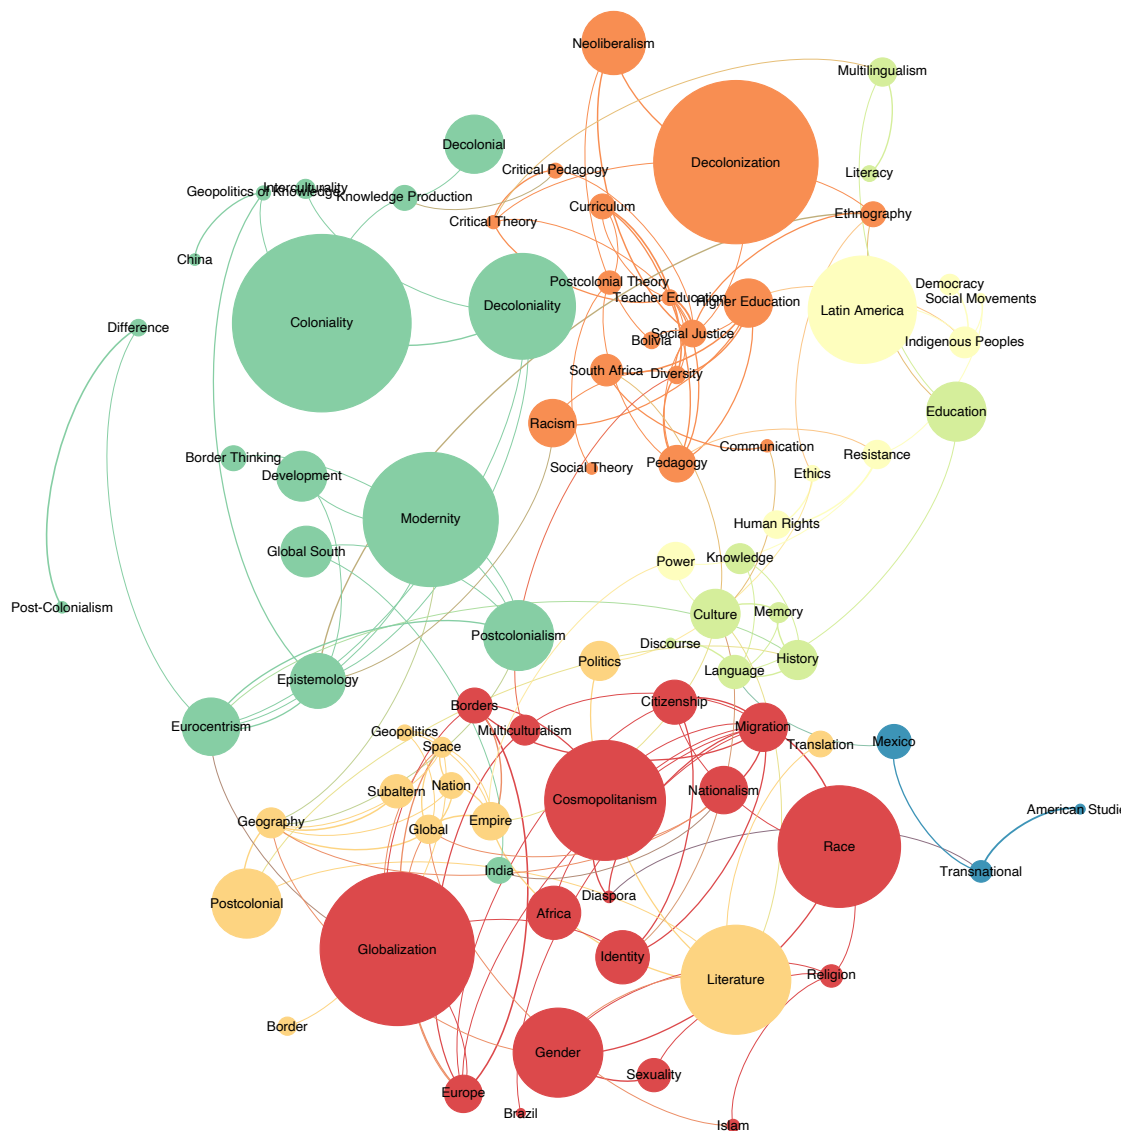 Neoliberalism
Multilingualism
Decolonial
Decolonization
Critical Pedagogy
Literacy
Geopolitics of Knowledge
Interculturality
Knowledge Production
Curriculum
Ethnography
Critical Theory
China
Postcolonial Theory
Democracy
Teacher Education
Social Movements
Higher Education
Decoloniality
Latin America
Coloniality
Difference
Social Justice
Bolivia
Indigenous Peoples
South Africa
Diversity
Education
Racism
Communication
Resistance
Border Thinking
Pedagogy
Social Theory
Development
Ethics
Modernity
Human Rights
Global South
Power
Knowledge
Post-Colonialism
Culture
Memory
Postcolonialism
Discourse
Politics
History
Language
Epistemology
Citizenship
Borders
Eurocentrism
Migration
Geopolitics
Multiculturalism
Mexico
Space
Translation
Nation
Subaltern
Nationalism
Cosmopolitanism
American Studie
Geography
Empire
Global
Race
India
Transnational
Diaspora
Postcolonial
Africa
Globalization
Identity
Religion
Literature
Border
Gender
Sexuality
Europe
Brazil
Islam